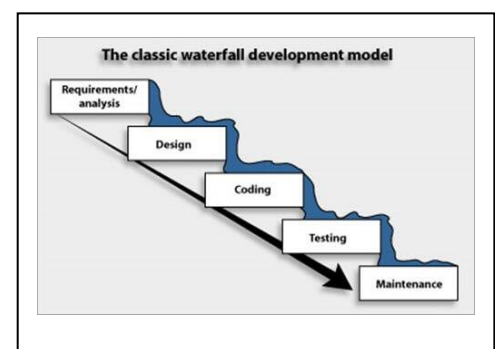 The classic waterfall development model
Requirements/
analysis
Design
Coding
Testing
Maintenance